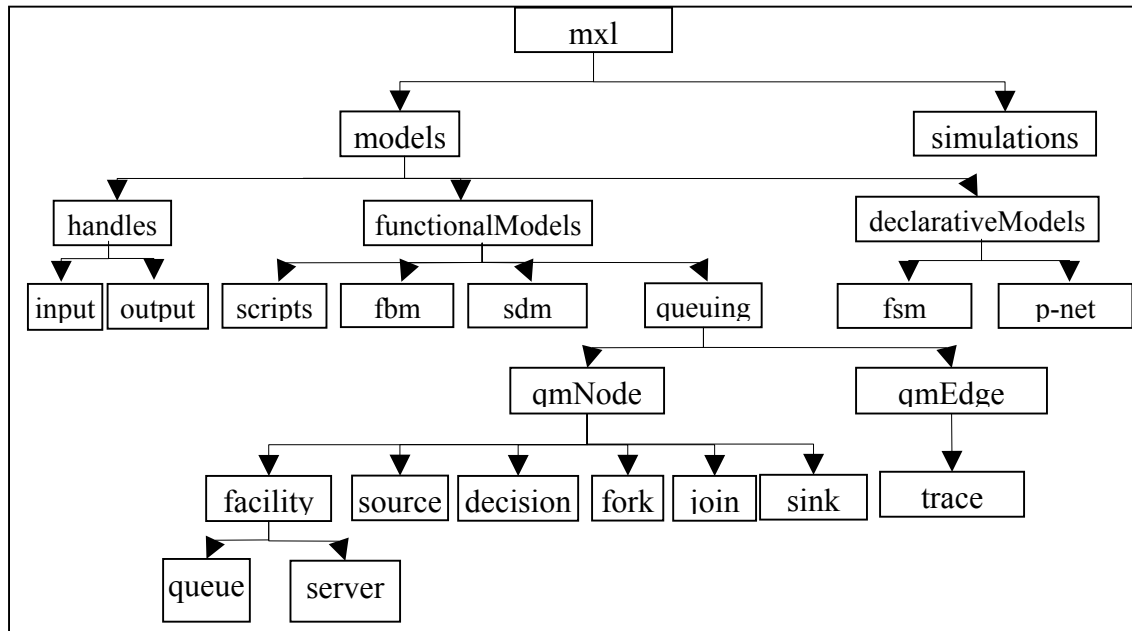 mxl
models simulations
handles functionalModels declarativeModels
input output scripts fbm sdm queuing fsm p-net
qmNode qmEdge
facility source decision fork join sink trace
queue server